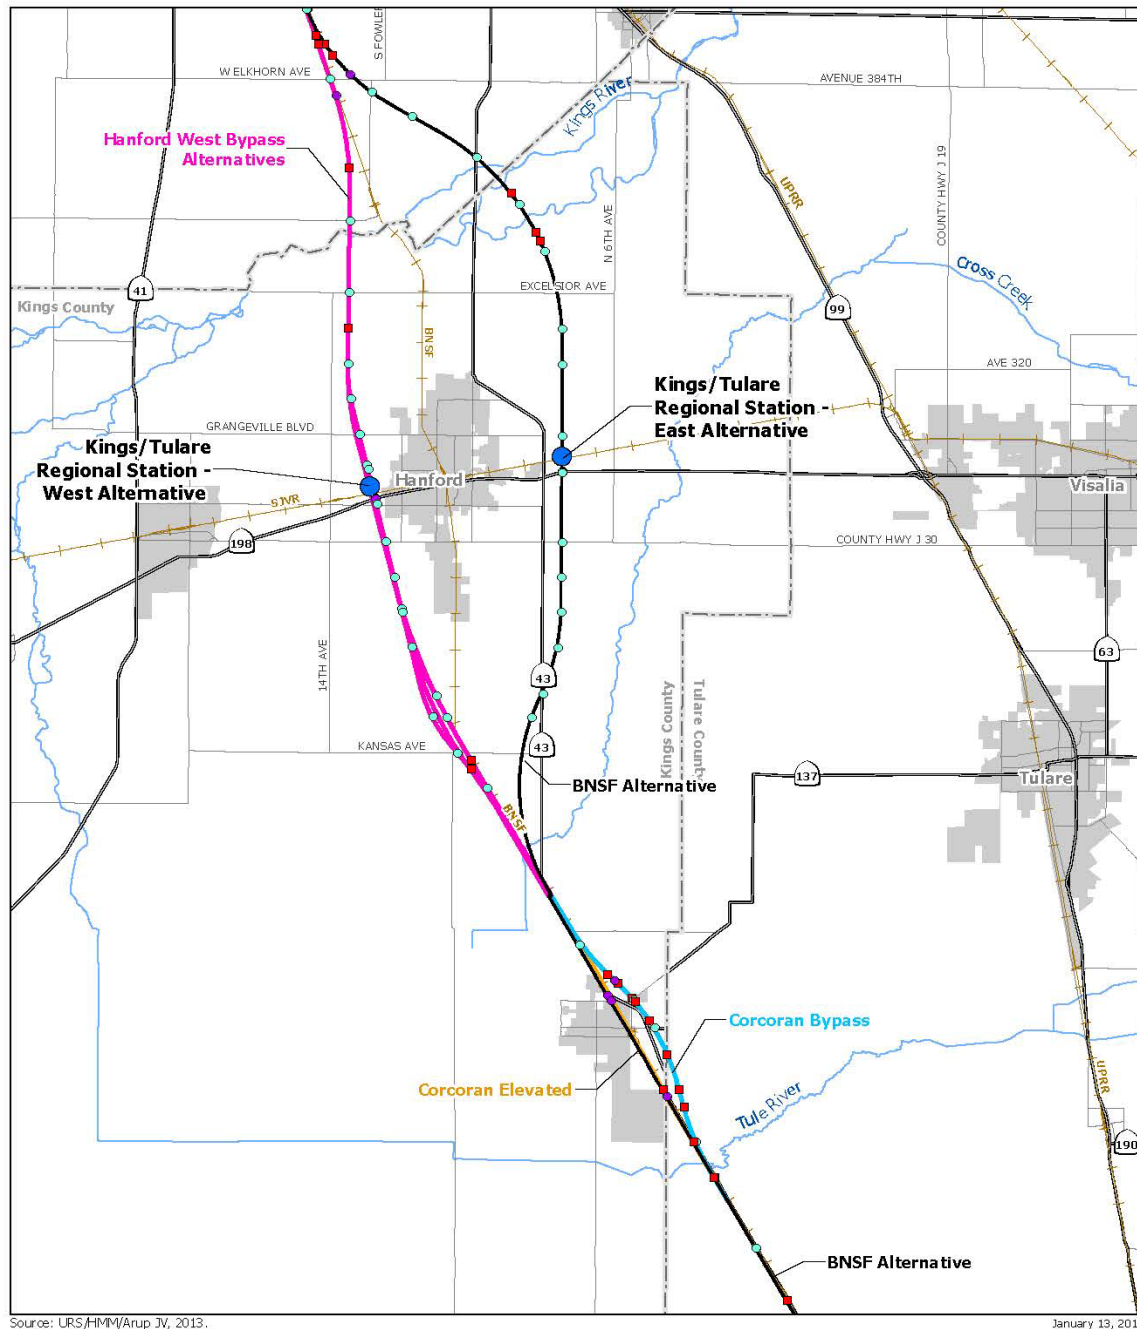 S FOWLER
W ELKHORN AVE
AVENUE 384TH
Kings River
Hanford West Bypass
Alternatives
UPRR
COUNTY HWY J 19
N 6TH AVE
Cross Creek
EXCELSIOR AVE
41
Kings County
99
BNSF
AVE 320
Kings/Tulare
Regional Station -
East Alternative
GRANGEVILLE BLVD
Kings/Tulare
Regional Station -
West Alternative
Hanford
Visalia
SJVR
198
COUNTY HWY J 30
14TH AVE
63
43
Kings County
Tulare County
KANSAS AVE
43
137
Tulare
BNSF Alternative
BNSF
Corcoran Bypass
Corcoran Elevated
UPRR
Tule River
190
BNSF Alternative
Source: URS/HMM/Arup JV, 2013.
January 13, 201